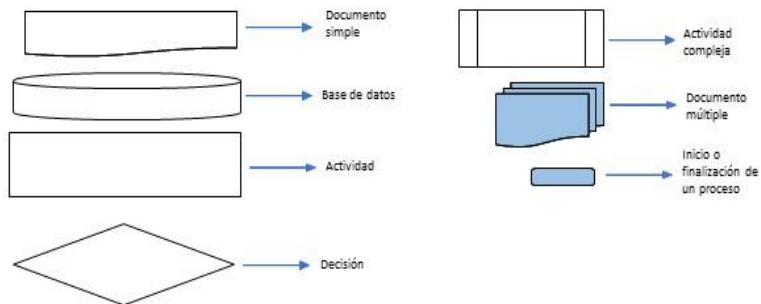 Documento
simple
Base de datos
Actividad
Decisión
Actividad
compleja
Documento
múltiple
Inicio o
finalización de
un proceso